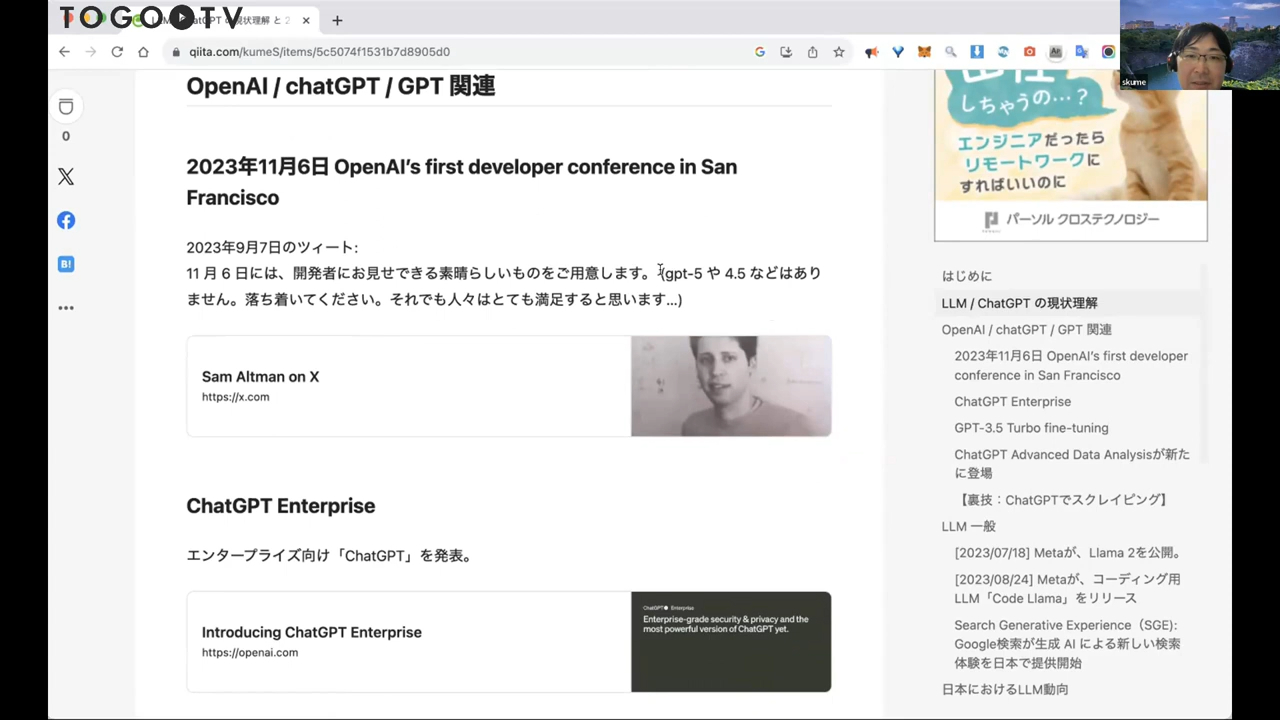 TOGO TV
qiita.com/kumeS/items/5c5074f1531b7d8905d0
skume
OpenAI / chatGPT / GPT 関連
2023年11月6日 OpenAI’s first developer conference in San
Francisco
2023年9月7日のツィート:
11 月 6 日には、開発者にお見せできる素晴らしいものをご用意します。 (gpt-5 や 4.5 などはあり
ません。落ち着いてください。それでも人々はとても満足すると思います...)
Sam Altman on X
https://x.com
ChatGPT Enterprise
エンタープライズ向け「ChatGPT」を発表。
Introducing ChatGPT Enterprise
https://openai.com
ChatGPT Enterprise
Enterprise-grade security & privacy and the
most powerful version of ChatGPT yet.
0
B!
しちゃうの…？
エンジニアだったら
リモートワークに
すればいいのに
パーソル クロステクノロジー
はじめに
LLM / ChatGPT の現状理解
OpenAI / chatGPT / GPT 関連
2023年11月6日 OpenAI’s first developer
conference in San Francisco
ChatGPT Enterprise
GPT-3.5 Turbo fine-tuning
ChatGPT Advanced Data Analysisが新た
に登場
【裏技：ChatGPTでスクレイピング】
LLM 一般
[2023/07/18] Metaが、Llama 2を公開。
[2023/08/24] Metaが、コーディング用
LLM「Code Llama」をリリース
Search Generative Experience（SGE):
Google検索が生成 AI による新しい検索
体験を日本で提供開始
日本におけるLLM動向